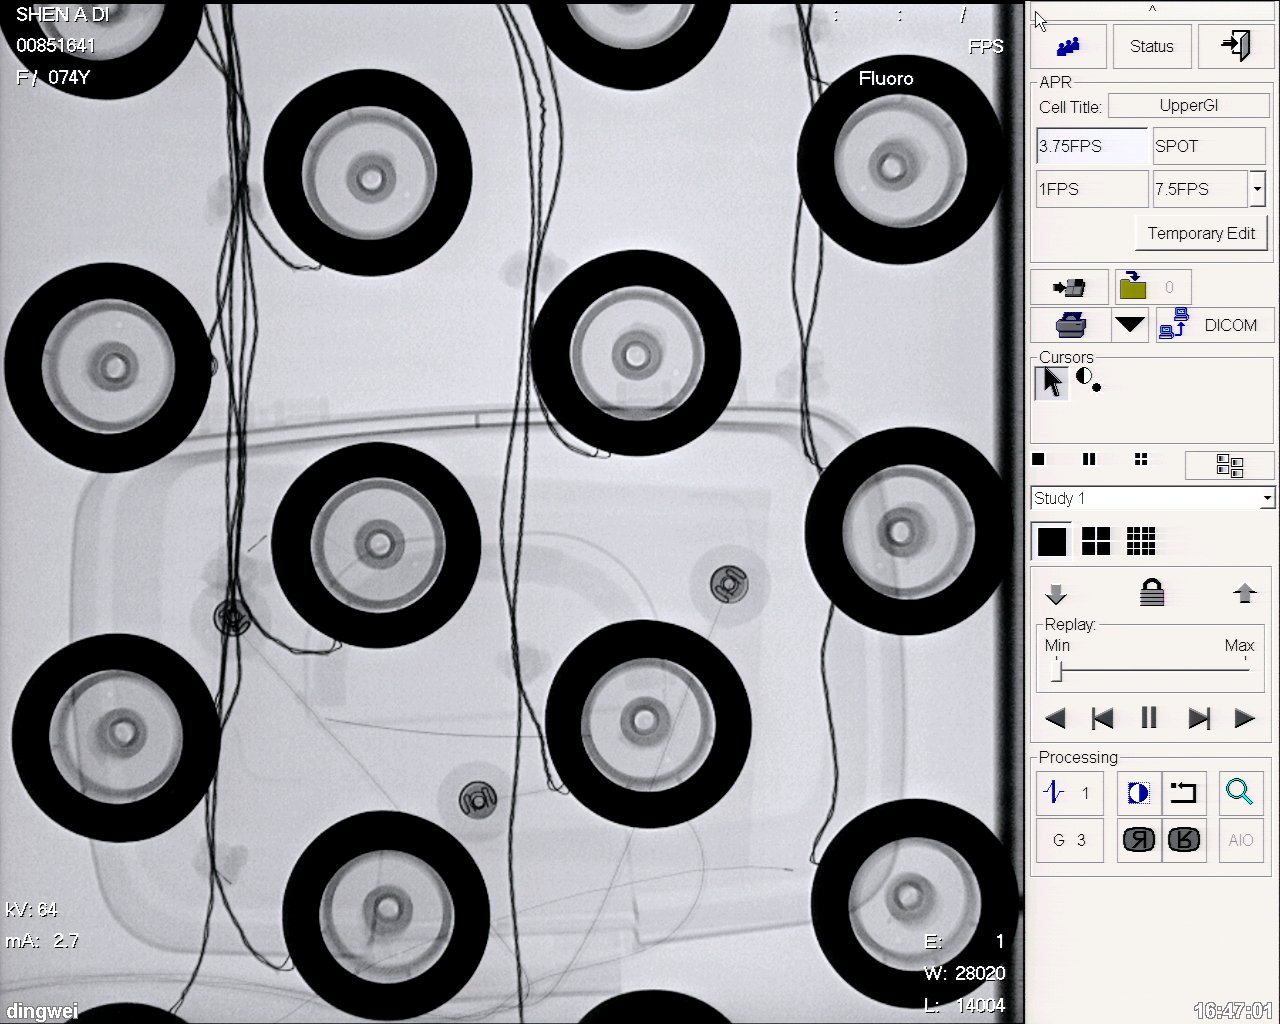 SHEN A DI
00851641
F / 074Y
: : /
FPS
Fluoro
kV: 64
mA: 2.7
dingwei
E: 1
W: 28020
L: 14004
^
Status
APR
Cell Title: UpperGI
3.75FPS SPOT
1FPS 7.5FPS
Temporary Edit
0
DICOM
Cursors
Study 1
Replay:
Min Max
Processing
1
G 3
R R
AIO
16:47:01